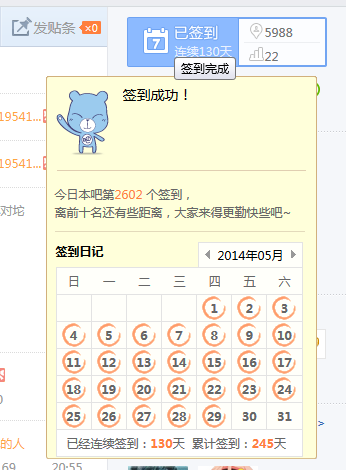 发贴条 ×0
7 已签到
连续130天
5988
22
签到完成
签到成功！
19541...
19541...
对坨
今日本吧第2602 个签到，
离前十名还有些距离，大家来得更勤快些吧~
签到日记
2014年05月
日 一 二 三 四 五 六
1 2 3
4 5 6 7 8 9 10
11 12 13 14 15 16 17
18 19 20 21 22 23 24
25 26 27 28 29 30 31
的人
已经连续签到：130天 累计签到：245天
.69 20:55